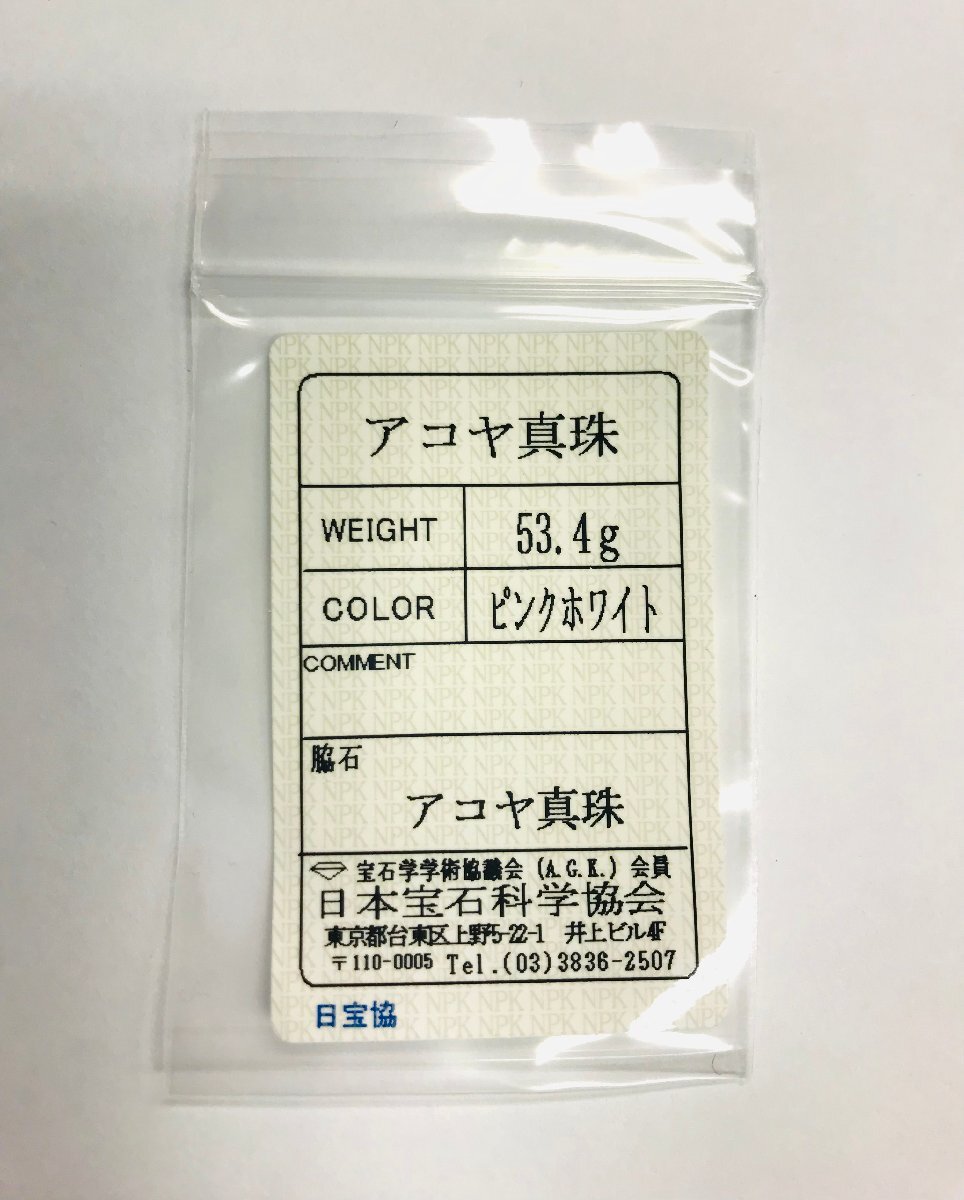 アコヤ真珠
WEIGHT 53.4g
COLOR ピンクホワイト
COMMENT
脇石
アコヤ真珠
宝石学学術協議会 (A.G.K.) 会員
日本宝石科学協会
東京都台東区上野5-22-1 井上ビル4F
〒110-0005 Tel.(03)3836-2507
日宝協